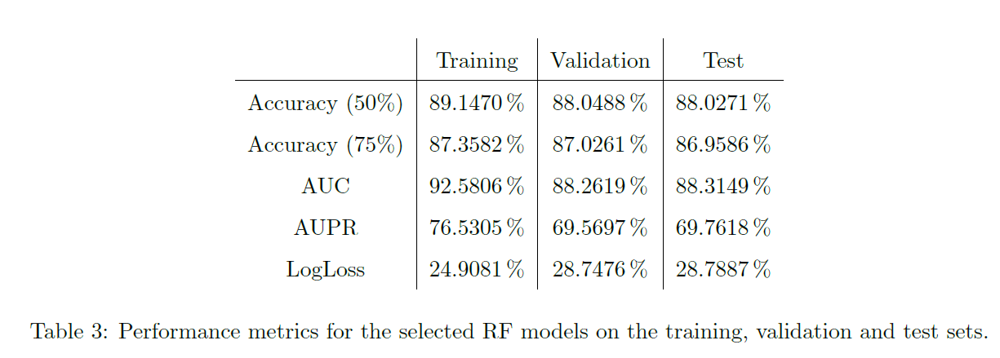 Training Validation Test
Accuracy (50%) 89.1470 % 88.0488 % 88.0271 %
Accuracy (75%) 87.3582 % 87.0261 % 86.9586 %
AUC 92.5806 % 88.2619 % 88.3149 %
AUPR 76.5305 % 69.5697 % 69.7618 %
LogLoss 24.9081 % 28.7476 % 28.7887 %
Table 3: Performance metrics for the selected RF models on the training, validation and test sets.